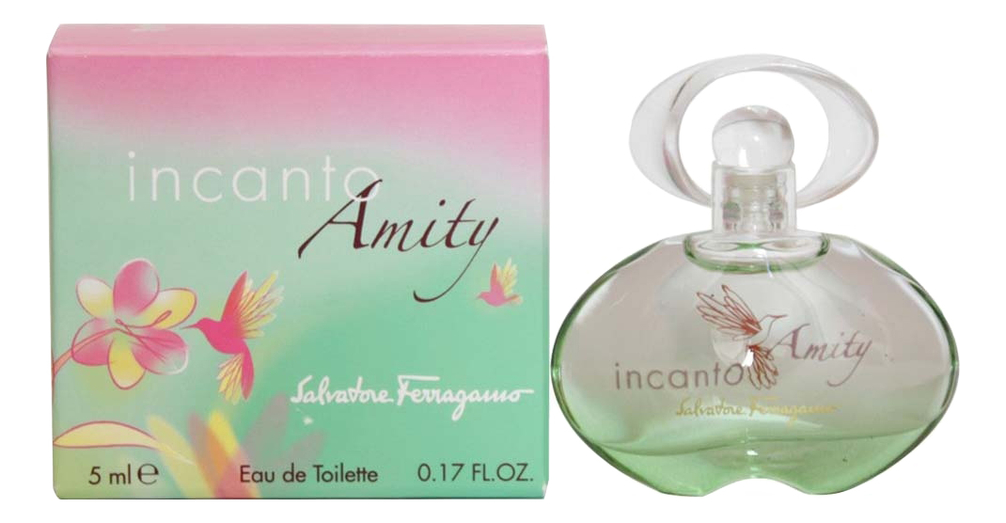 incanto
Amity
Salvatore Ferragamo
5 ml e Eau de Toilette 0.17 FL.OZ.
Amity
incanto
Salvatore Ferragamo